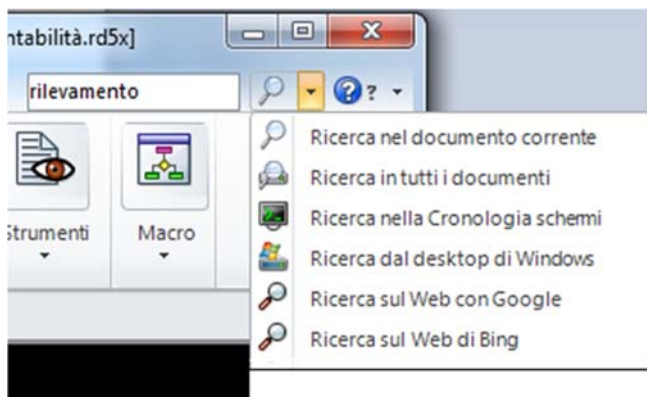 ntabilità.rd5x]
rilevamento
?
Strumenti
Macro
Ricerca nel documento corrente
Ricerca in tutti i documenti
Ricerca nella Cronologia schemi
Ricerca dal desktop di Windows
Ricerca sul Web con Google
Ricerca sul Web di Bing